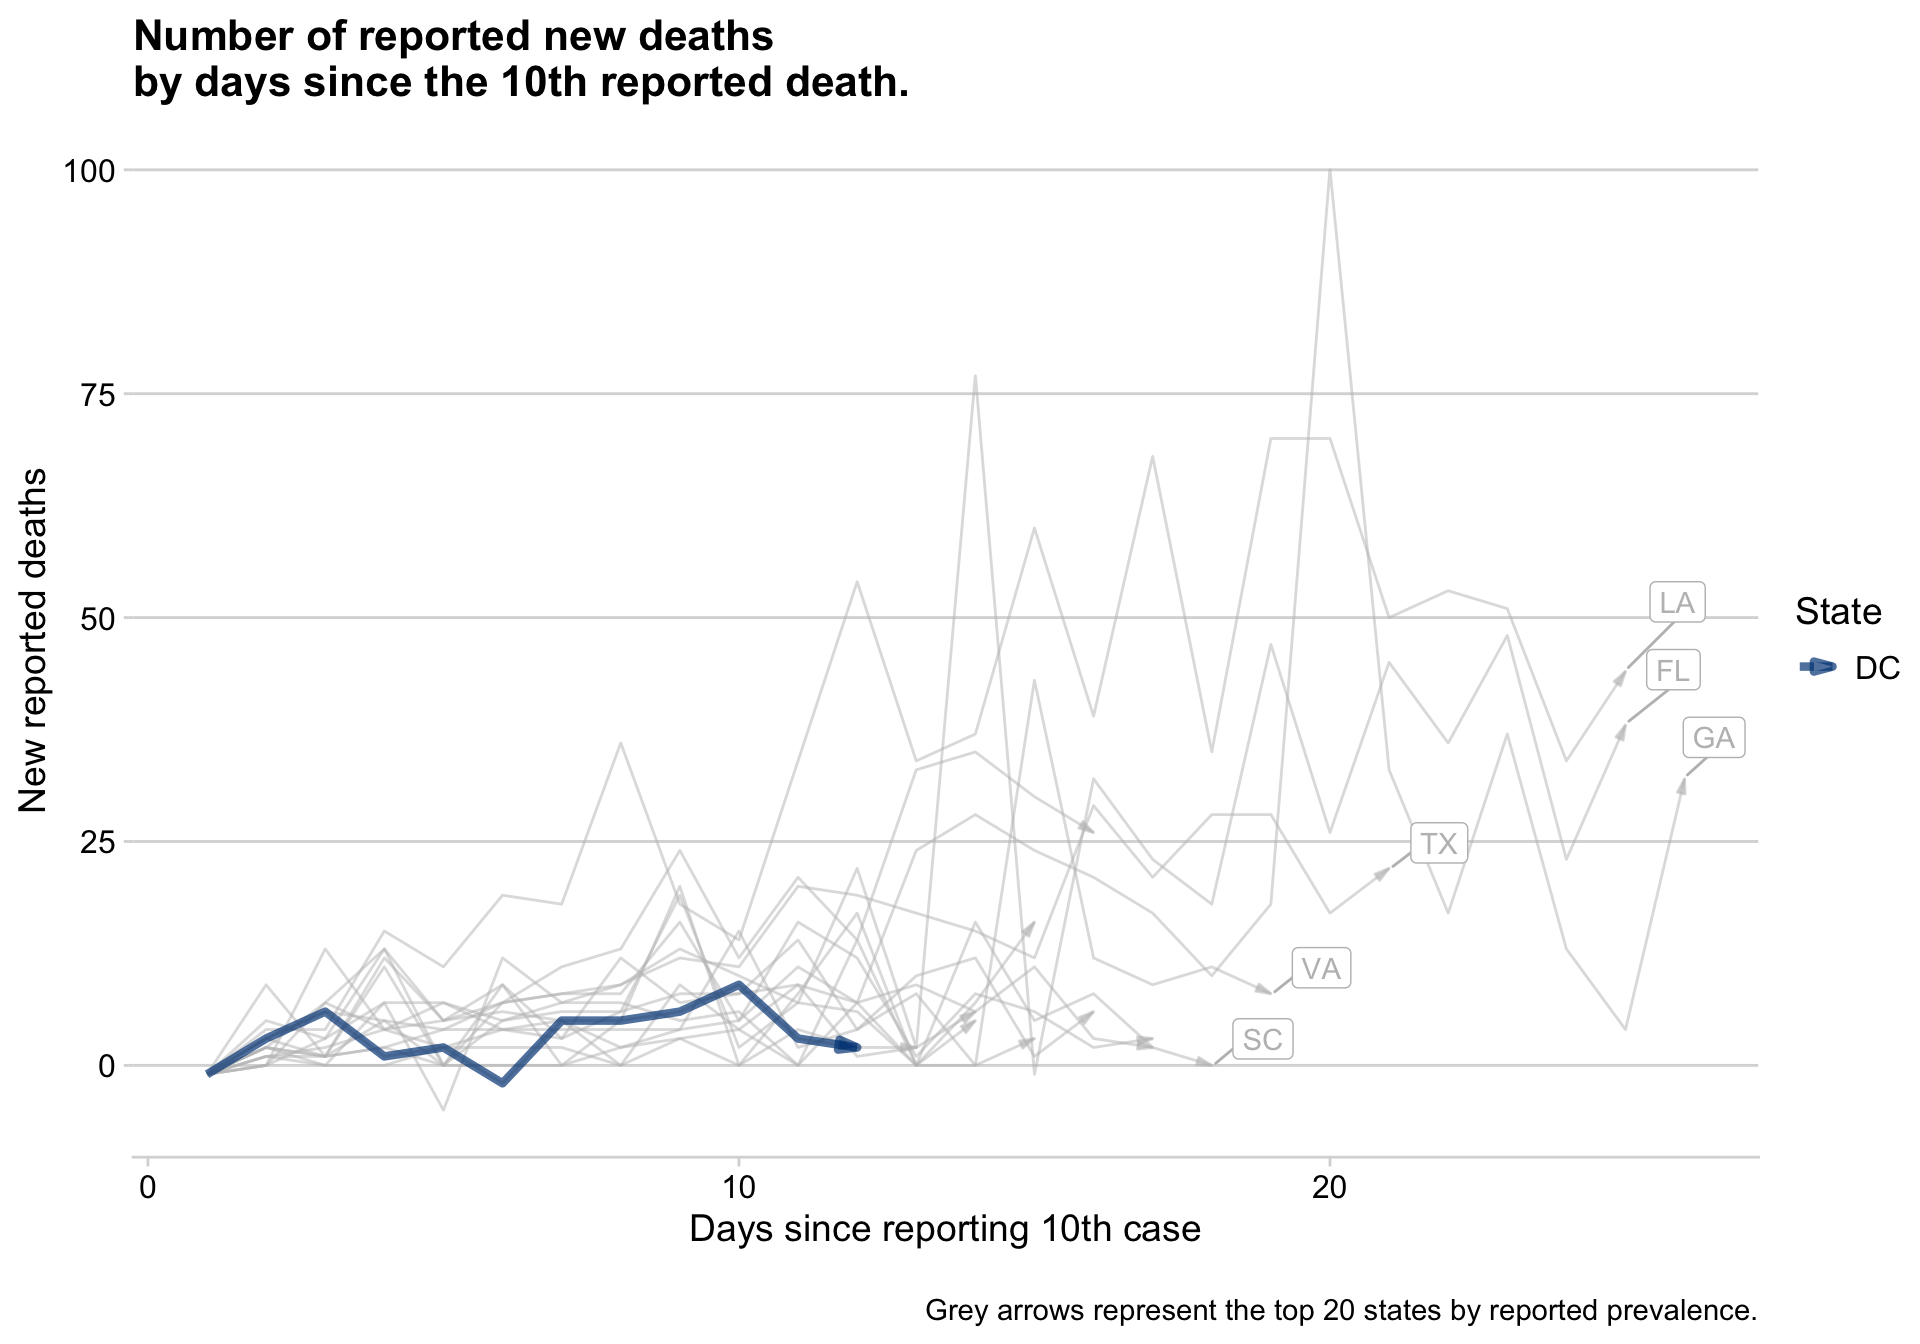 Number of reported new deaths
by days since the 10th reported death.
100
75
50
25
0
New reported deaths
LA
FL
GA
TX
VA
SC
State
DC
0
10
20
Days since reporting 10th case
Grey arrows represent the top 20 states by reported prevalence.